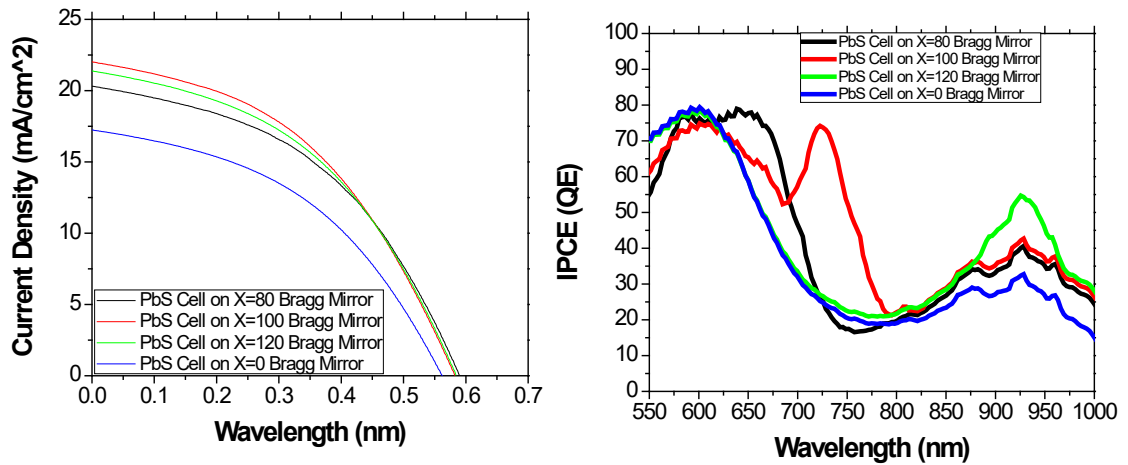 25
20
15
10
5
0
Current Density (mA/cm^2)
PbS Cell on X=80 Bragg Mirror
PbS Cell on X=100 Bragg Mirror
PbS Cell on X=120 Bragg Mirror
PbS Cell on X=0 Bragg Mirror
0.0 0.1 0.2 0.3 0.4 0.5 0.6 0.7
Wavelength (nm)
100
90
80
70
60
50
40
30
20
10
0
IPCE (QE)
PbS Cell on X=80 Bragg Mirror
PbS Cell on X=100 Bragg Mirror
PbS Cell on X=120 Bragg Mirror
PbS Cell on X=0 Bragg Mirror
550 600 650 700 750 800 850 900 950 1000
Wavelength (nm)